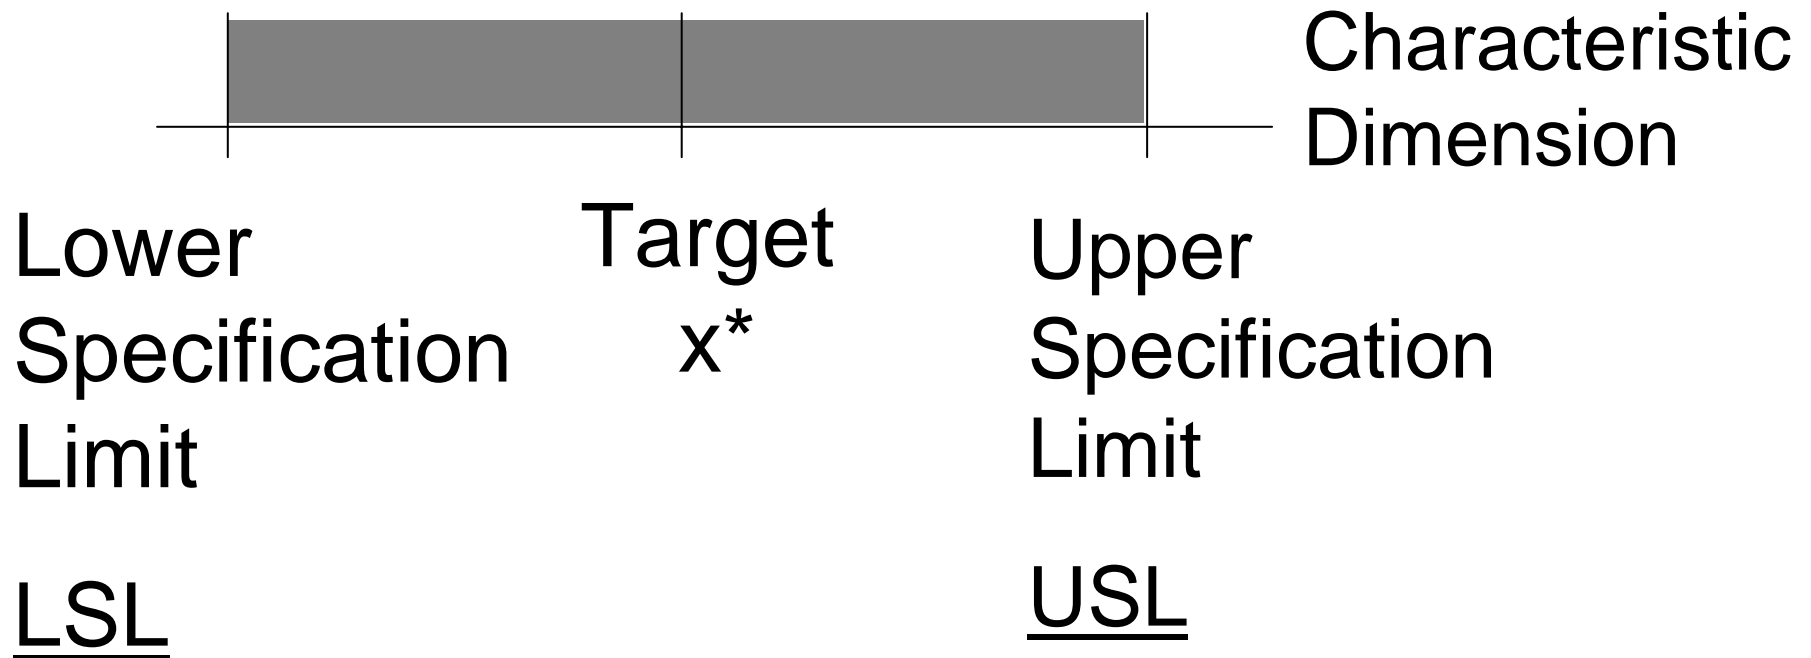 Characteristic
Dimension
Lower
Specification
Limit
LSL
Target
x*
Upper
Specification
Limit
USL